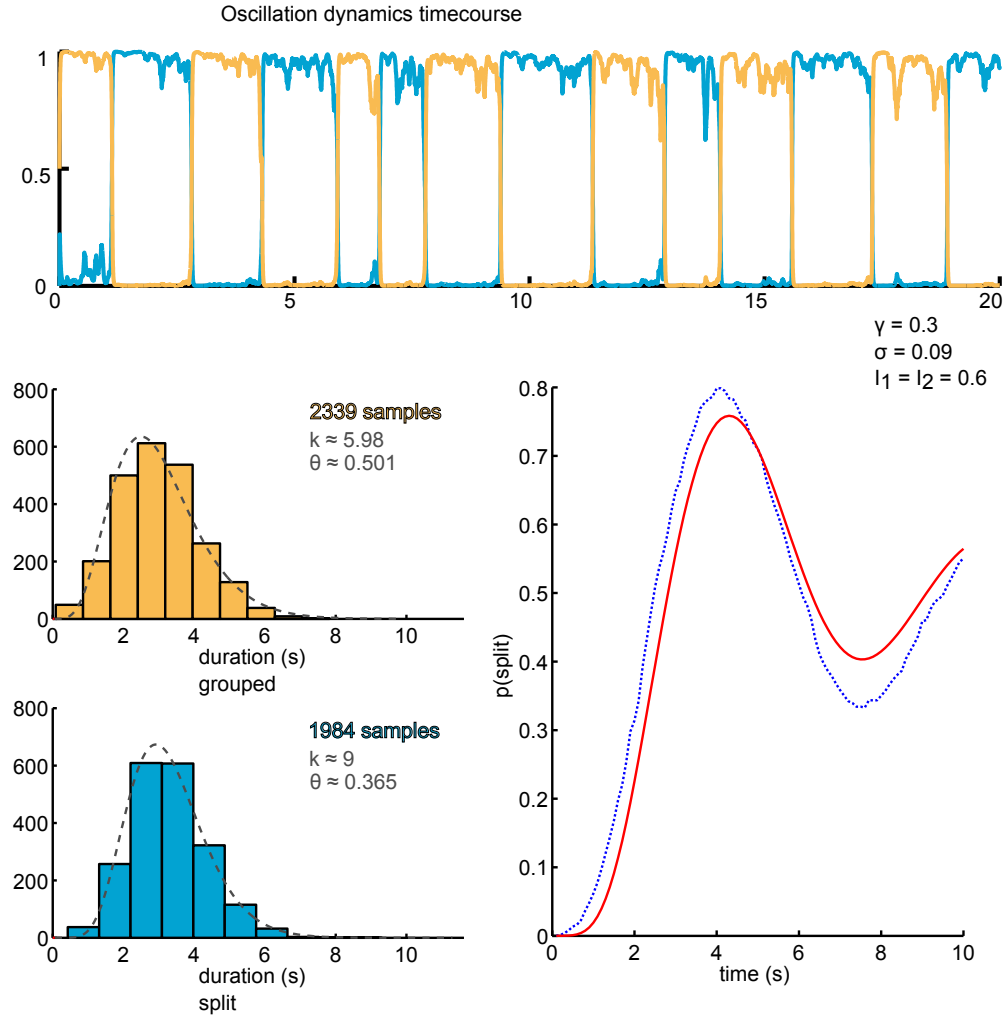 Oscillation dynamics timecourse
1
0.5
0
0 5 10 15 20
γ = 0.3
σ = 0.09
I1 = I2 = 0.6
800
600
400
200
0
2339 samples
k ≈ 5.98
θ ≈ 0.501
0 2 4 6 8 10
duration (s)
grouped
800
600
400
200
0
1984 samples
k ≈ 9
θ ≈ 0.365
0 2 4 6 8 10
duration (s)
split
0.8
0.7
0.6
0.5
0.4
0.3
0.2
0.1
0
p(split)
0 2 4 6 8 10
time (s)